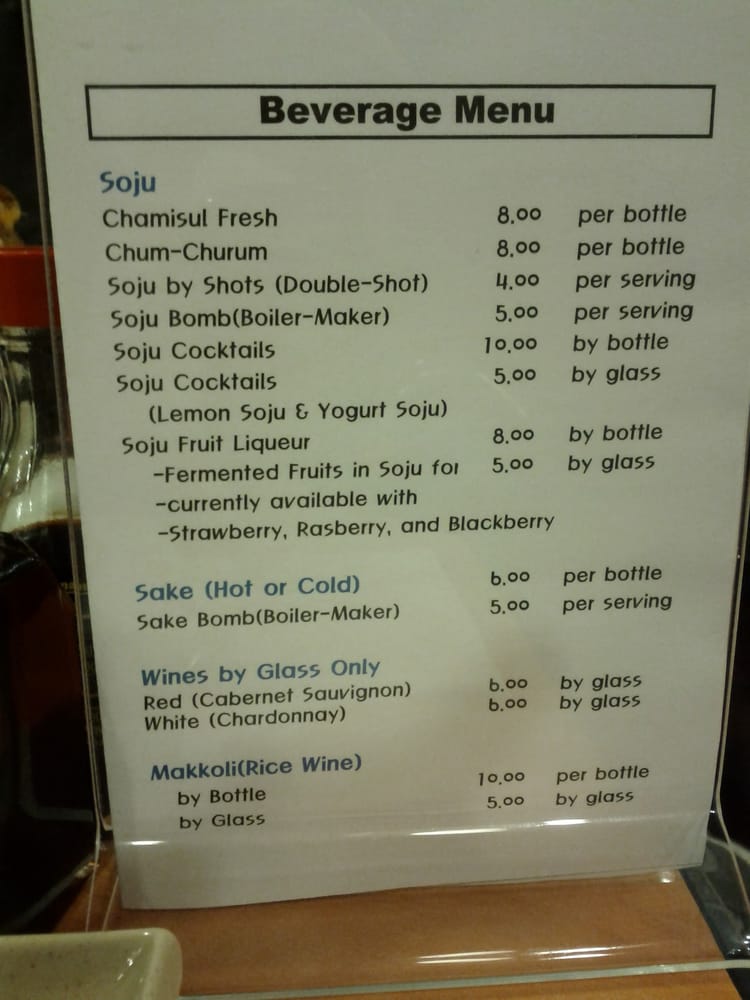 Beverage Menu
Soju
Chamisul Fresh 8.00 per bottle
Chum-Churum 8.00 per bottle
Soju by Shots (Double-Shot) 4.00 per serving
Soju Bomb(Boiler-Maker) 5.00 per serving
Soju Cocktails 10.00 by bottle
Soju Cocktails 5.00 by glass
(Lemon Soju & Yogurt Soju)
Soju Fruit Liqueur 8.00 by bottle
-Fermented Fruits in Soju for 5.00 by glass
-currently available with
-Strawberry, Rasberry, and Blackberry
Sake (Hot or Cold) 6.00 per bottle
Sake Bomb(Boiler-Maker) 5.00 per serving
Wines by Glass Only
Red (Cabernet Sauvignon) 6.00 by glass
White (Chardonnay) 6.00 by glass
Makkoli(Rice Wine)
by Bottle 10.00 per bottle
by Glass 5.00 by glass